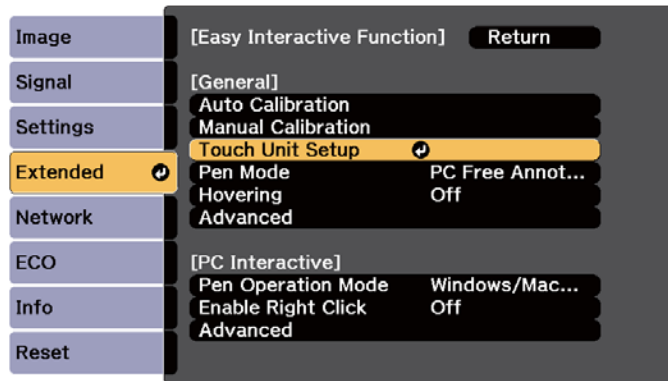 Image
Signal
Settings
Extended
Network
ECO
Info
Reset
[Easy Interactive Function] Return
[General]
Auto Calibration
Manual Calibration
Touch Unit Setup
Pen Mode PC Free Annot...
Hovering Off
Advanced
[PC Interactive]
Pen Operation Mode Windows/Mac...
Enable Right Click Off
Advanced